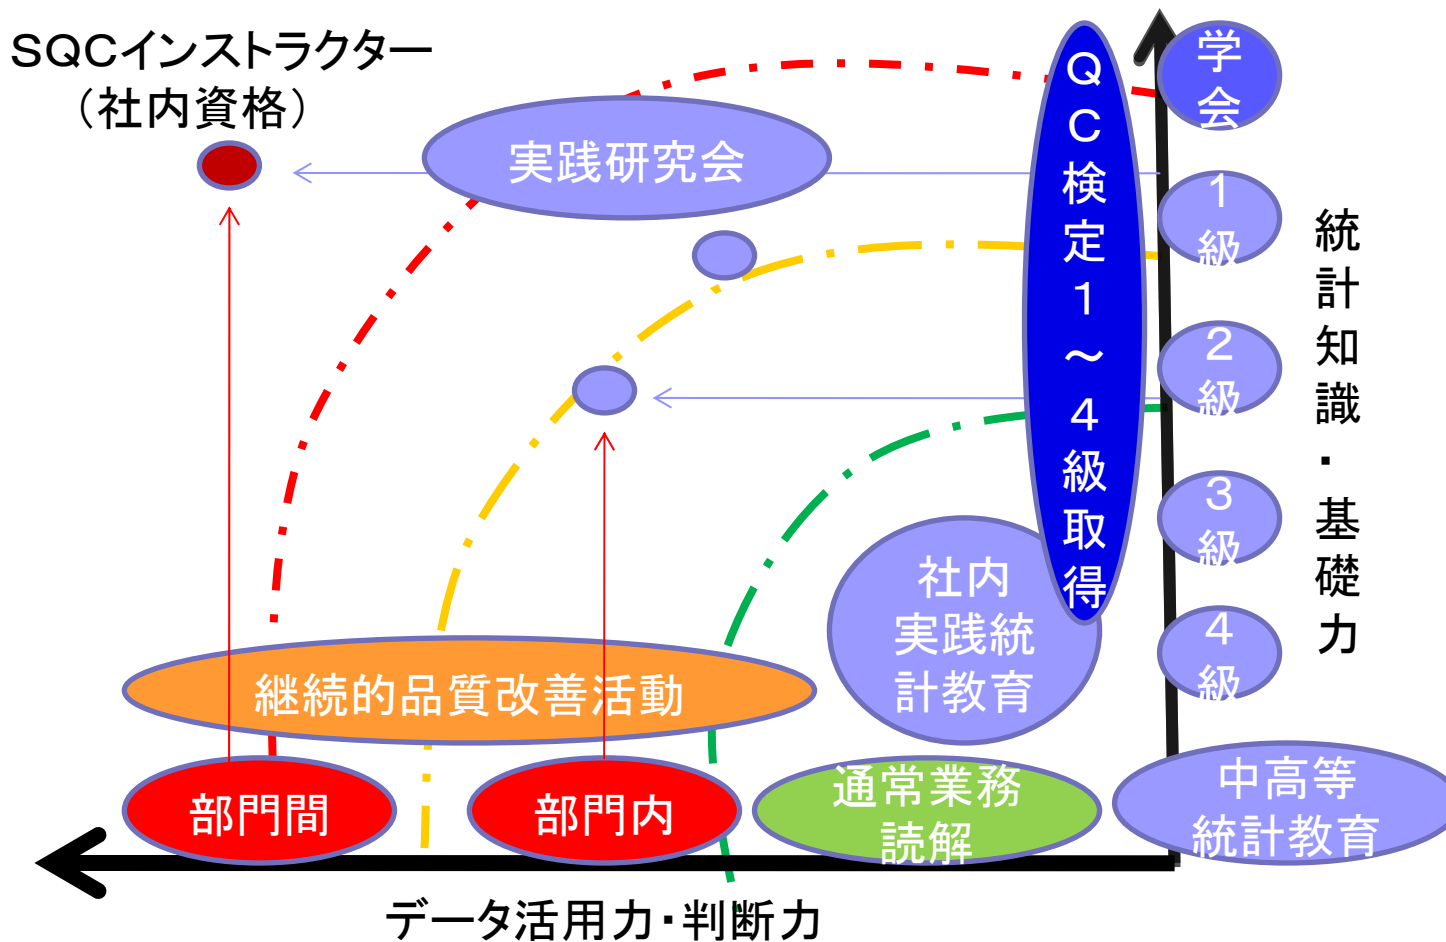 SQCインストラクター
（社内資格）
実践研究会
QC検定1～4級取得
学会
1級
2級
3級
4級
統計知識・基礎力
社内
実践統
計教育
継続的品質改善活動
部門間
部門内
通常業務
読解
中高等
統計教育
データ活用力・判断力